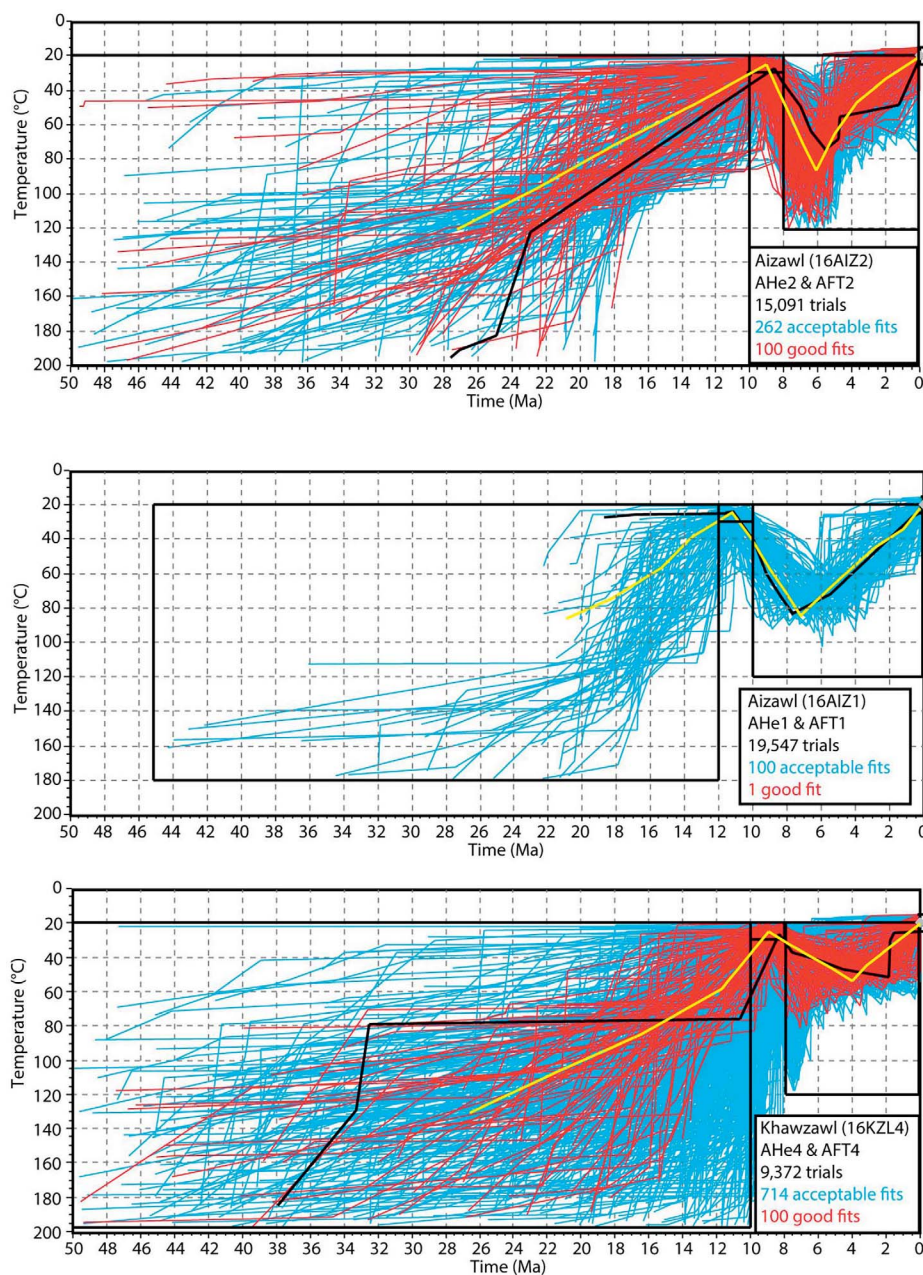 0
20
40
60
80
100
120
140
160
180
200
Temperature (°C)
50 48 46 44 42 40 38 36 34 32 30 28 26 24 22 20 18 16 14 12 10 8 6 4 2 0
Time (Ma)
Aizawl (16AIZ2)
AHe2 & AFT2
15,091 trials
262 acceptable fits
100 good fits
0
20
40
60
80
100
120
140
160
180
200
Temperature (°C)
50 48 46 44 42 40 38 36 34 32 30 28 26 24 22 20 18 16 14 12 10 8 6 4 2 0
Time (Ma)
Aizawl (16AIZ1)
AHe1 & AFT1
19,547 trials
100 acceptable fits
1 good fit
0
20
40
60
80
100
120
140
160
180
200
Temperature (°C)
50 48 46 44 42 40 38 36 34 32 30 28 26 24 22 20 18 16 14 12 10 8 6 4 2 0
Time (Ma)
Khawzawl (16KZL4)
AHe4 & AFT4
9,372 trials
714 acceptable fits
100 good fits